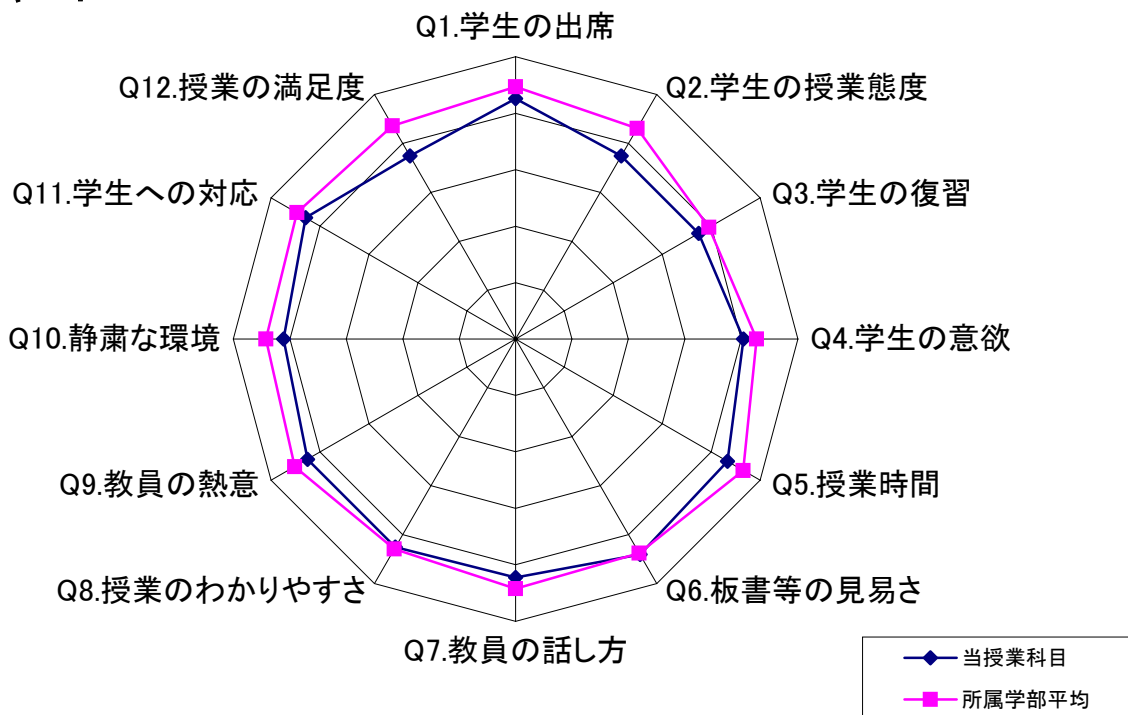 Q1.学生の出席
Q2.学生の授業態度
Q3.学生の復習
Q4.学生の意欲
Q5.授業時間
Q6.板書等の見易さ
Q7.教員の話し方
Q8.授業のわかりやすさ
Q9.教員の熱意
Q10.静粛な環境
Q11.学生への対応
Q12.授業の満足度
当授業科目
所属学部平均